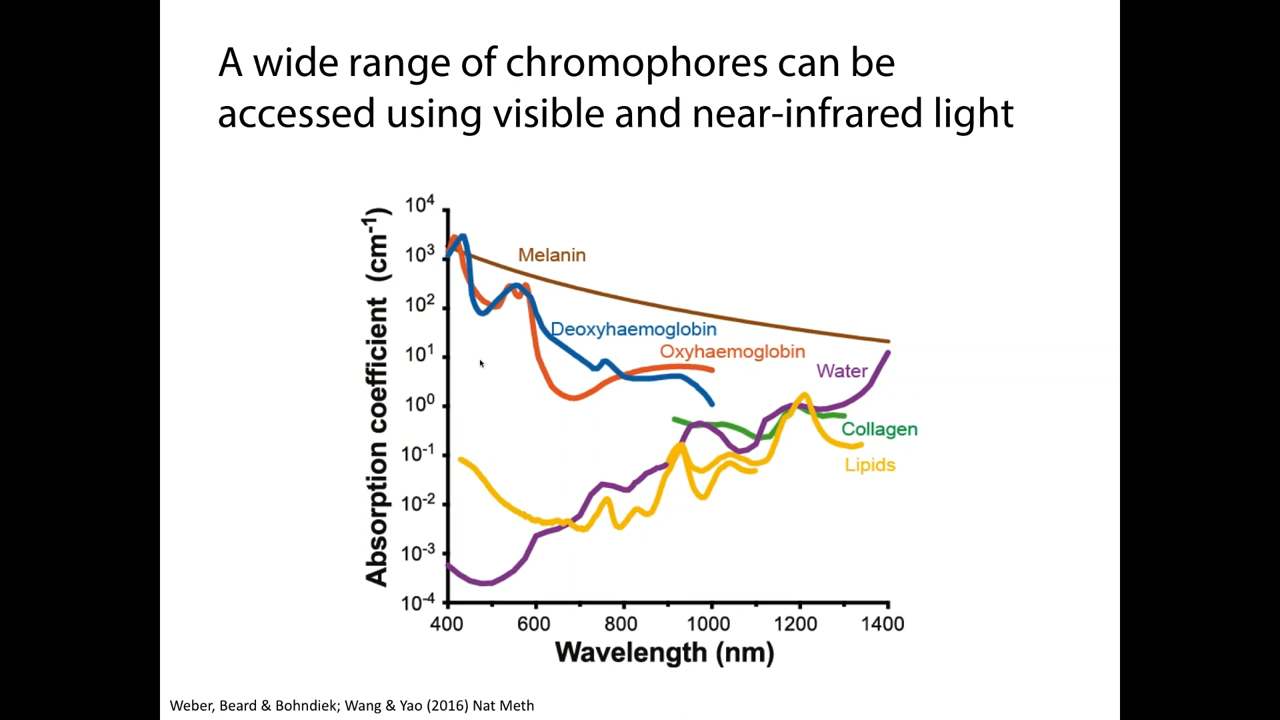 A wide range of chromophores can be
accessed using visible and near-infrared light
Absorption coefficient (cm⁻¹)
10⁴
10³
10²
10¹
10⁰
10⁻¹
10⁻²
10⁻³
10⁻⁴
Melanin
Deoxyhaemoglobin
Oxyhaemoglobin
Water
Collagen
Lipids
400 600 800 1000 1200 1400
Wavelength (nm)
Weber, Beard & Bohndiek; Wang & Yao (2016) Nat Meth